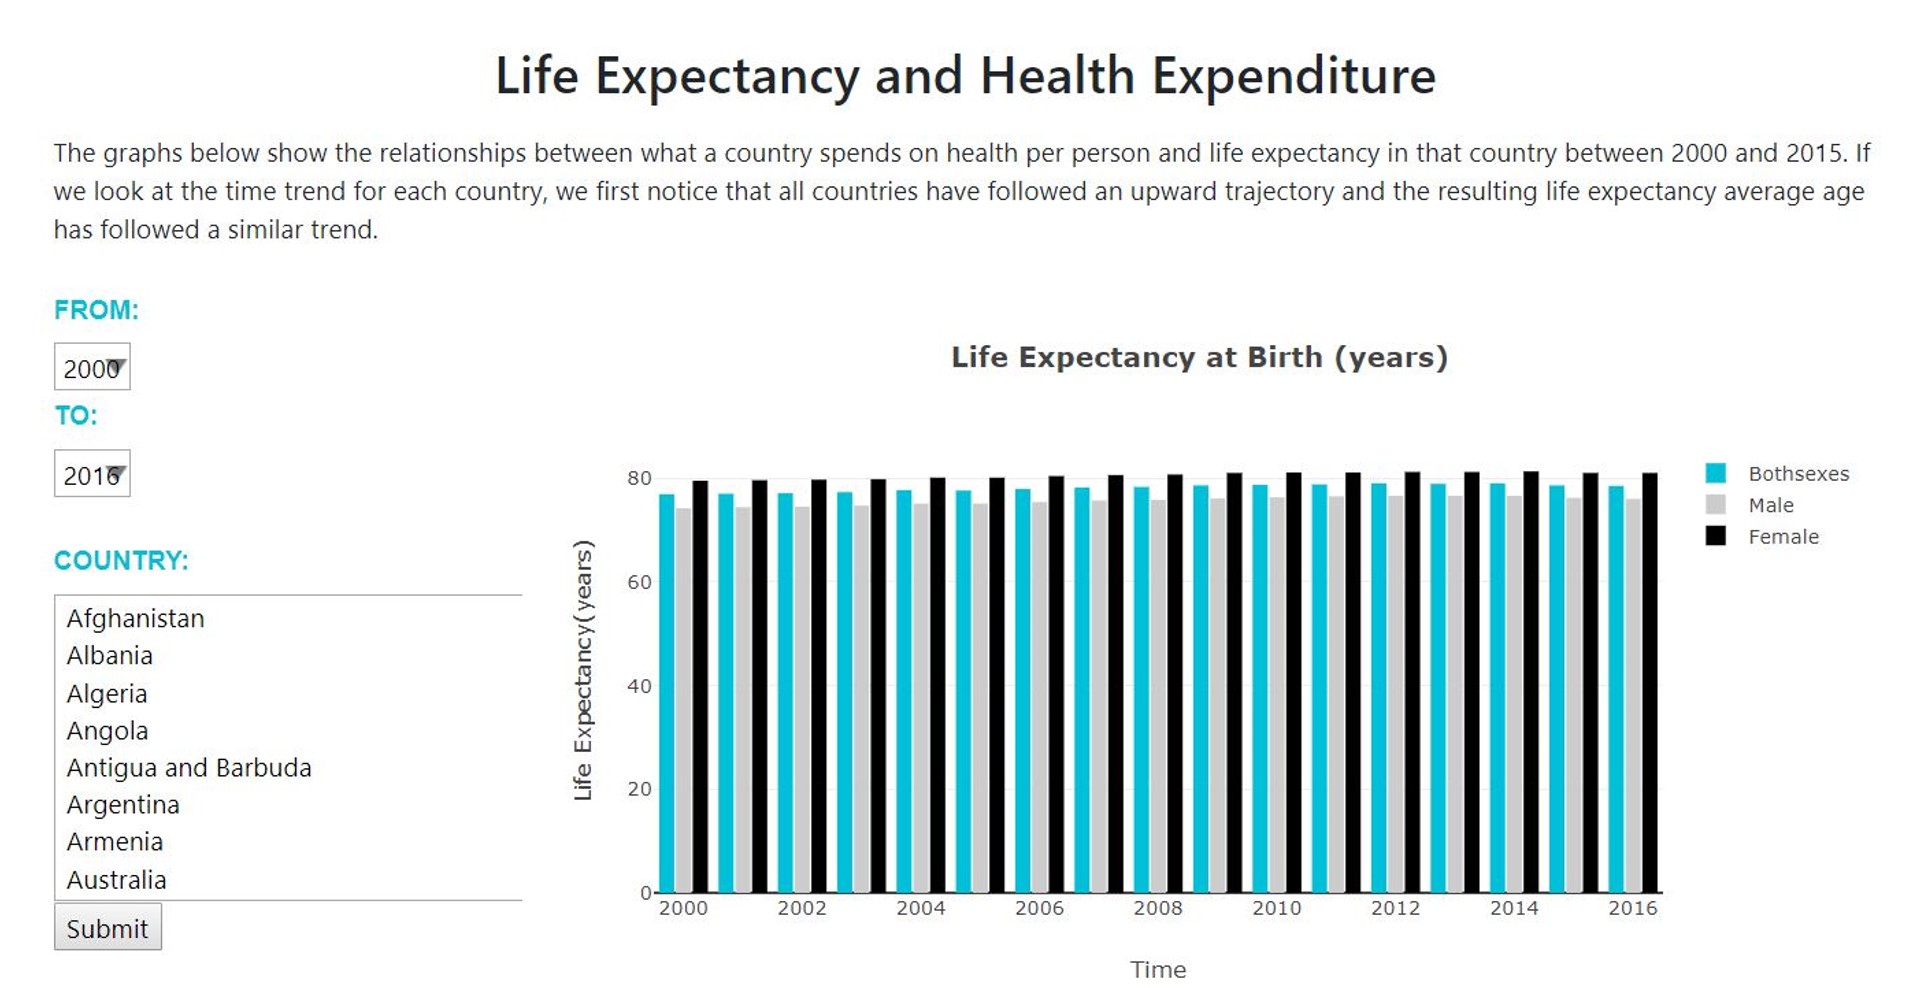 Life Expectancy and Health Expenditure
The graphs below show the relationships between what a country spends on health per person and life expectancy in that country between 2000 and 2015. If
we look at the time trend for each country, we first notice that all countries have followed an upward trajectory and the resulting life expectancy average age
has followed a similar trend.
FROM:
2000
TO:
2016
COUNTRY:
Afghanistan
Albania
Algeria
Angola
Antigua and Barbuda
Argentina
Armenia
Australia
Submit
Life Expectancy at Birth (years)
Life Expectancy(years)
80
60
40
20
0
2000 2002 2004 2006 2008 2010 2012 2014 2016
Time
Bothsexes
Male
Female